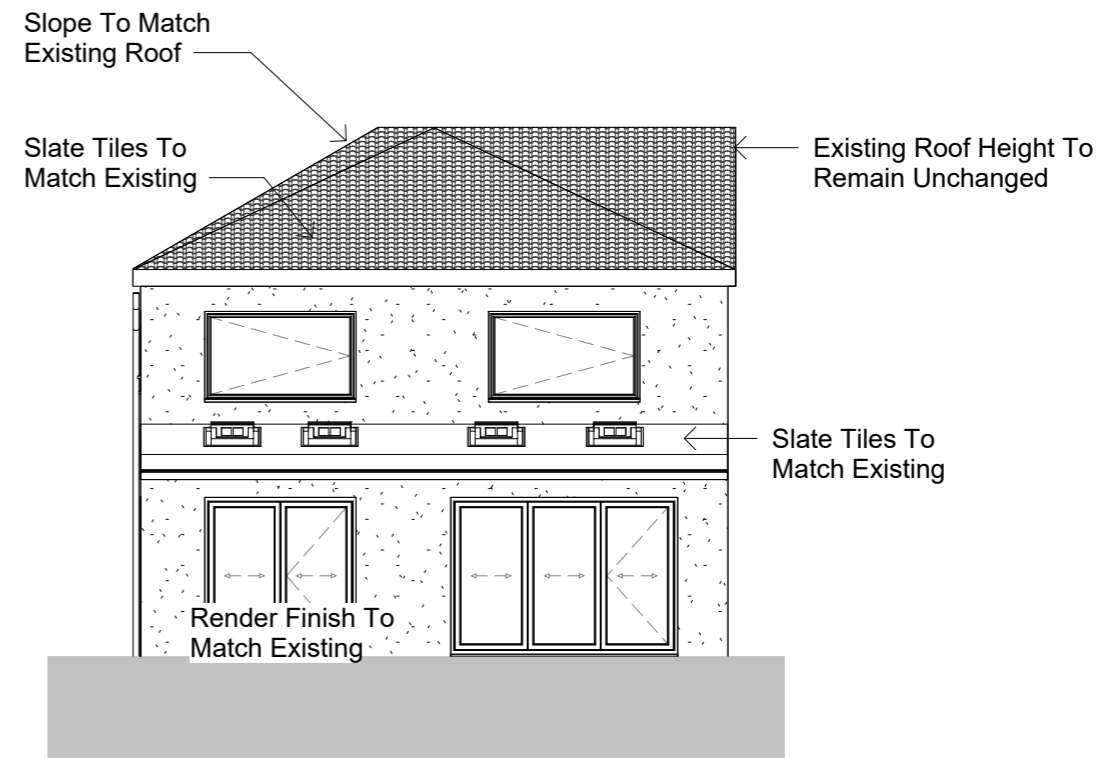 Slope To Match
Existing Roof
Slate Tiles To
Match Existing
Existing Roof Height To
Remain Unchanged
Slate Tiles To
Match Existing
Render Finish To
Match Existing